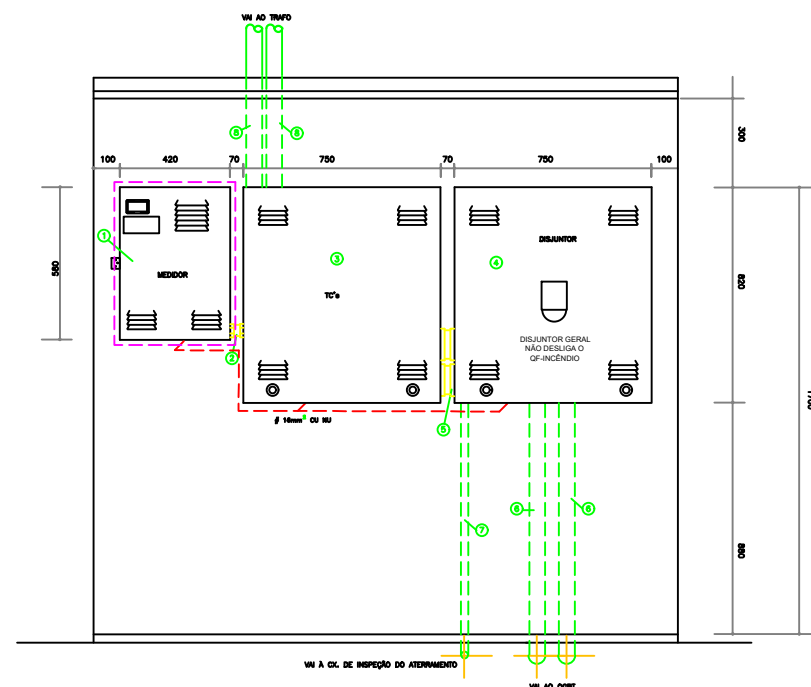 VAI AO TRAFO
8
8
300
100
420
70
750
70
750
100
1
560
MEDIDOR
3
TC's
DISJUNTOR
4
820
DISJUNTOR GERAL
NÃO DESLIGA O
QF-INCÊNDIO
2
# 16mm² CU NU
5
6
8
7
880
VAI À CX. DE INSPEÇÃO DO ATERRAMENTO